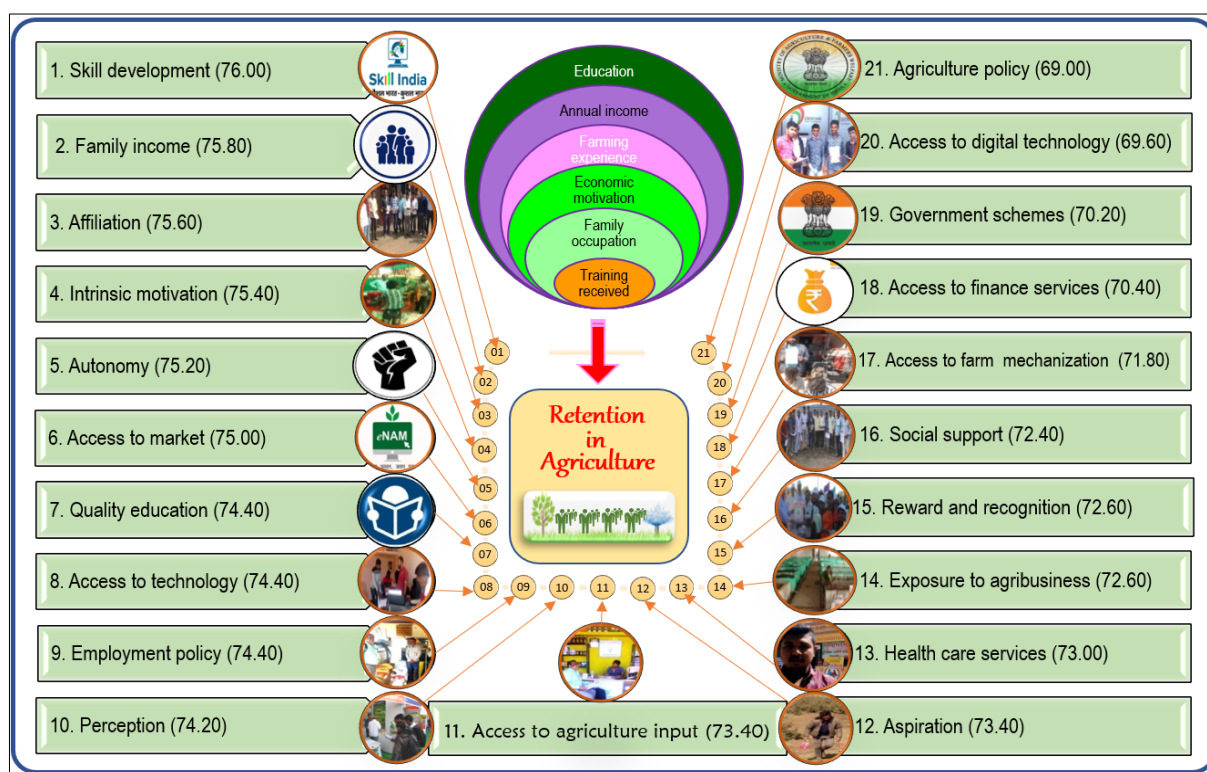 1. Skill development (76.00)
Skill India
कौशल भारत-कुशल भारत
2. Family income (75.80)
3. Affiliation (75.60)
4. Intrinsic motivation (75.40)
5. Autonomy (75.20)
6. Access to market (75.00)
eNAM
7. Quality education (74.40)
8. Access to technology (74.40)
9. Employment policy (74.40)
10. Perception (74.20)
11. Access to agriculture input (73.40)
Education
Annual income
Farming
experience
Economic
motivation
Family
occupation
Training
received
01
02
03
04
05
06
07
08
09
10
11
12
13
14
15
16
17
18
19
20
21
Retention
in
Agriculture
21. Agriculture policy (69.00)
20. Access to digital technology (69.60)
19. Government schemes (70.20)
18. Access to finance services (70.40)
17. Access to farm mechanization (71.80)
16. Social support (72.40)
15. Reward and recognition (72.60)
14. Exposure to agribusiness (72.60)
13. Health care services (73.00)
12. Aspiration (73.40)